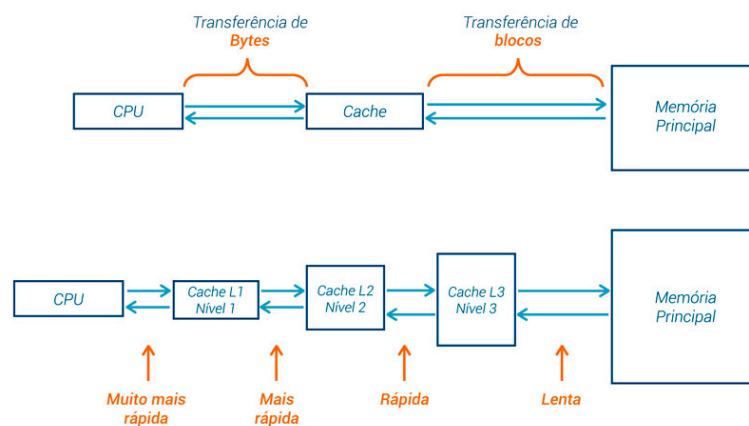 Transferência de
Bytes
Transferência de
blocos
CPU
Cache
Memória
Principal
CPU
Cache L1
Nível 1
Cache L2
Nível 2
Cache L3
Nível 3
Memória
Principal
Muito mais
rápida
Mais
rápida
Rápida
Lenta